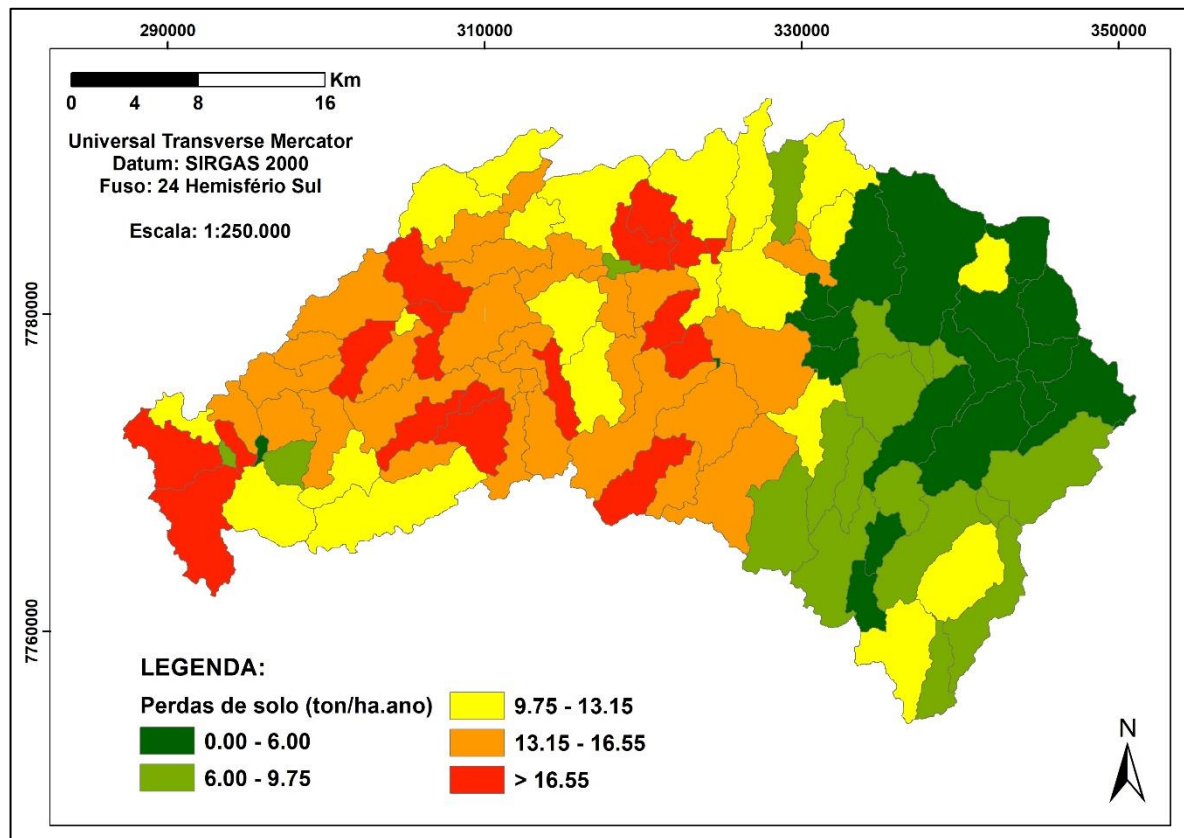 290000 310000 330000 350000
Km
0 4 8 16
Universal Transverse Mercator
Datum: SIRGAS 2000
Fuso: 24 Hemisfério Sul
Escala: 1:250.000
7780000
7760000
LEGENDA:
Perdas de solo (ton/ha.ano)
0.00 - 6.00
6.00 - 9.75
9.75 - 13.15
13.15 - 16.55
> 16.55
N